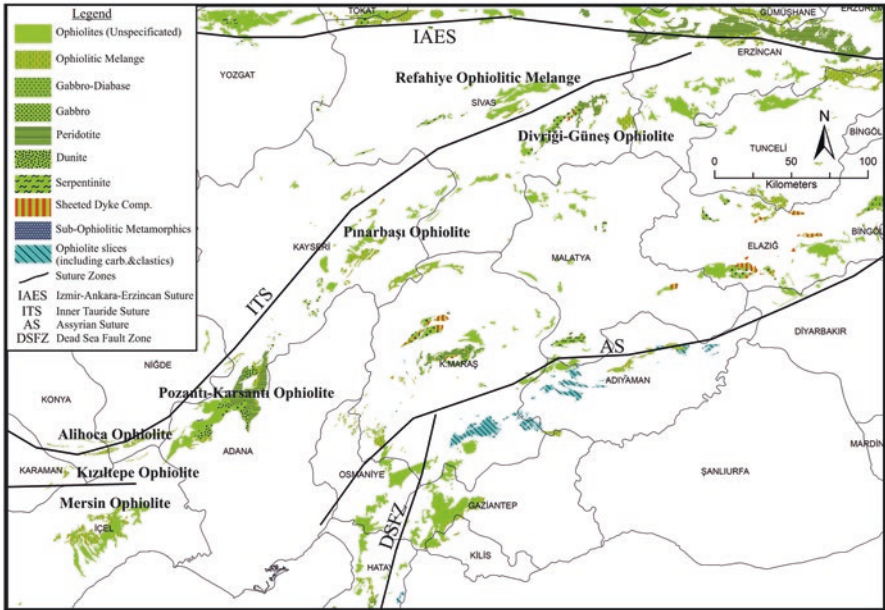 Legend
Ophiolites (Unspecificated)
Ophiolitic Melange
Gabbro-Diabase
Gabbro
Peridotite
Dunite
Serpentinite
Sheeted Dyke Comp.
Sub-Ophiolitic Metamorphics
Ophiolite slices
(including carb.&clastics)
Suture Zones
IAES Izmir-Ankara-Erzincan Suture
ITS Inner Tauride Suture
AS Assyrian Suture
DSFZ Dead Sea Fault Zone
TOKAT
GÜMÜŞHANE
ERZURUM
IAES
ERZİNCAN
YOZGAT
Refahiye Ophiolitic Melange
SİVAS
Divriği-Güneş Ophiolite
N
BİNGÖL
TUNCELİ
0 50 100
Kilometers
Pınarbaşı Ophiolite
KAYSERİ
MALATYA
ELAZIĞ
BİNGÖL
ITS
DİYARBAKIR
AS
NİĞDE
K.MARAŞ
ADIYAMAN
KONYA
Pozantı-Karsantı Ophiolite
Alihoca Ophiolite
ADANA
MARDİN
KARAMAN
Kızıltepe Ophiolite
OSMANİYE
ŞANLIURFA
Mersin Ophiolite
GAZİANTEP
İÇEL
DSFZ
KİLİS
HATAY